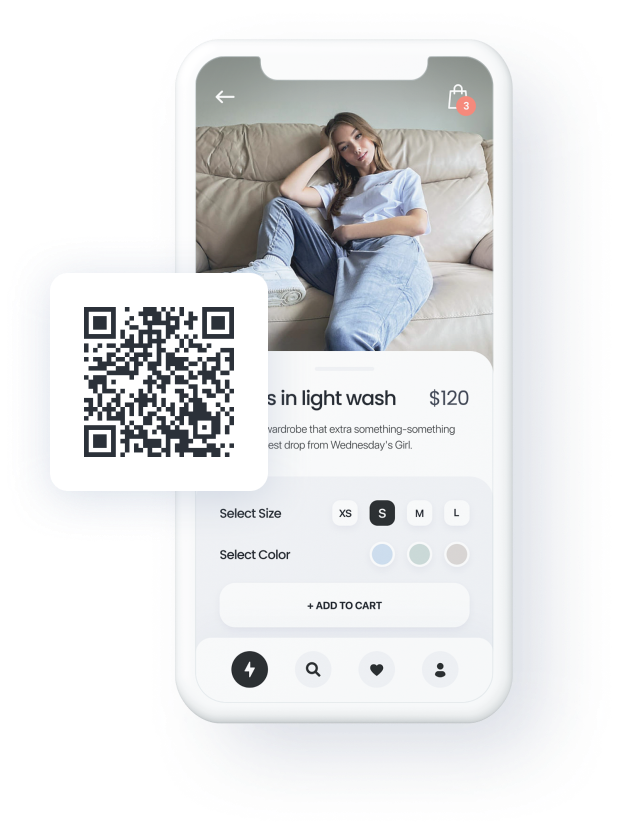 3
s in light wash
$120
wardrobe that extra something-something
est drop from Wednesday's Girl.
Select Size
XS
S
M
L
Select Color
+ ADD TO CART